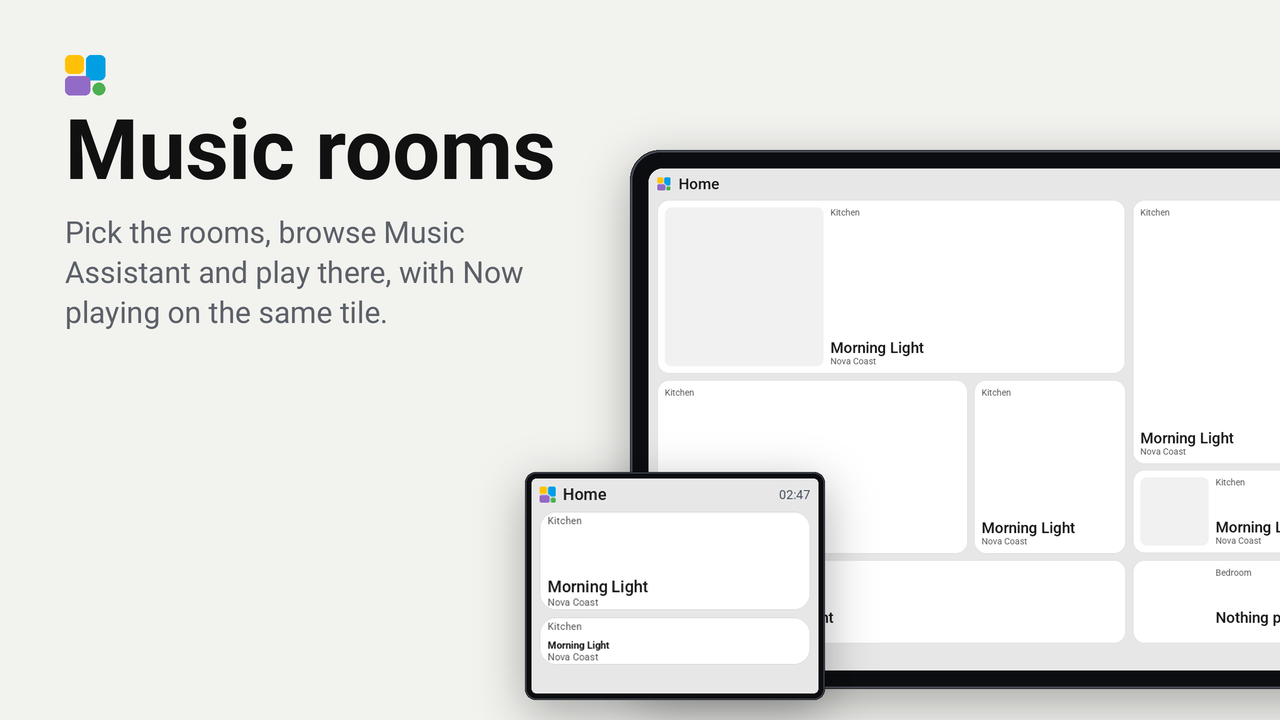 Music rooms
Pick the rooms, browse Music
Assistant and play there, with Now
playing on the same tile.
Home
Kitchen
Morning Light
Nova Coast
Kitchen
Morning Light
Nova Coast
Kitchen
Kitchen
Morning Light
Nova Coast
Kitchen
Morning L
Nova Coast
Bedroom
Nothing p
Home
02:47
Kitchen
Morning Light
Nova Coast
Kitchen
Morning Light
Nova Coast